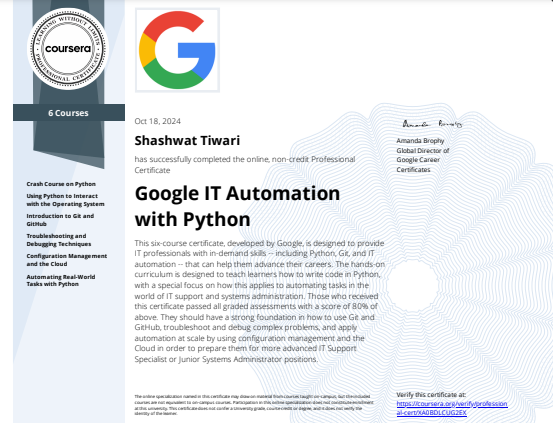 LEARNING WITHOUT LIMITS
coursera
PROFESSIONAL CERTIFICATE
6 Courses
Crash Course on Python
Using Python to Interact
with the Operating System
Introduction to Git and
GitHub
Troubleshooting and
Debugging Techniques
Configuration Management
and the Cloud
Automating Real-World
Tasks with Python
G
Oct 18, 2024
Shashwat Tiwari
has successfully completed the online, non-credit Professional
Certificate
Google IT Automation
with Python
This six-course certificate, developed by Google, is designed to provide
IT professionals with in-demand skills -- including Python, Git, and IT
automation -- that can help them advance their careers. The hands-on
curriculum is designed to teach learners how to write code in Python,
with a special focus on how this applies to automating tasks in the
world of IT support and systems administration. Those who received
this certificate passed all graded assessments with a score of 80% of
above. They should have a strong foundation in how to use Git and
GitHub, troubleshoot and debug complex problems, and apply
automation at scale by using configuration management and the
Cloud in order to prepare them for more advanced IT Support
Specialist or Junior Systems Administrator positions.
Amanda Brophy
Global Director of
Google Career
Certificates
The online specialization named in this certificate may draw on material from courses taught on-campus, but the included
courses are not equivalent to on-campus courses. Participation in this online specialization does not constitute enrollment
at this university. This certificate does not confer a University grade, course credit or degree, and it does not verify the
identity of the learner.
Verify this certificate at:
https://coursera.org/verify/profession
al-cert/XA0BDLCUG2EX